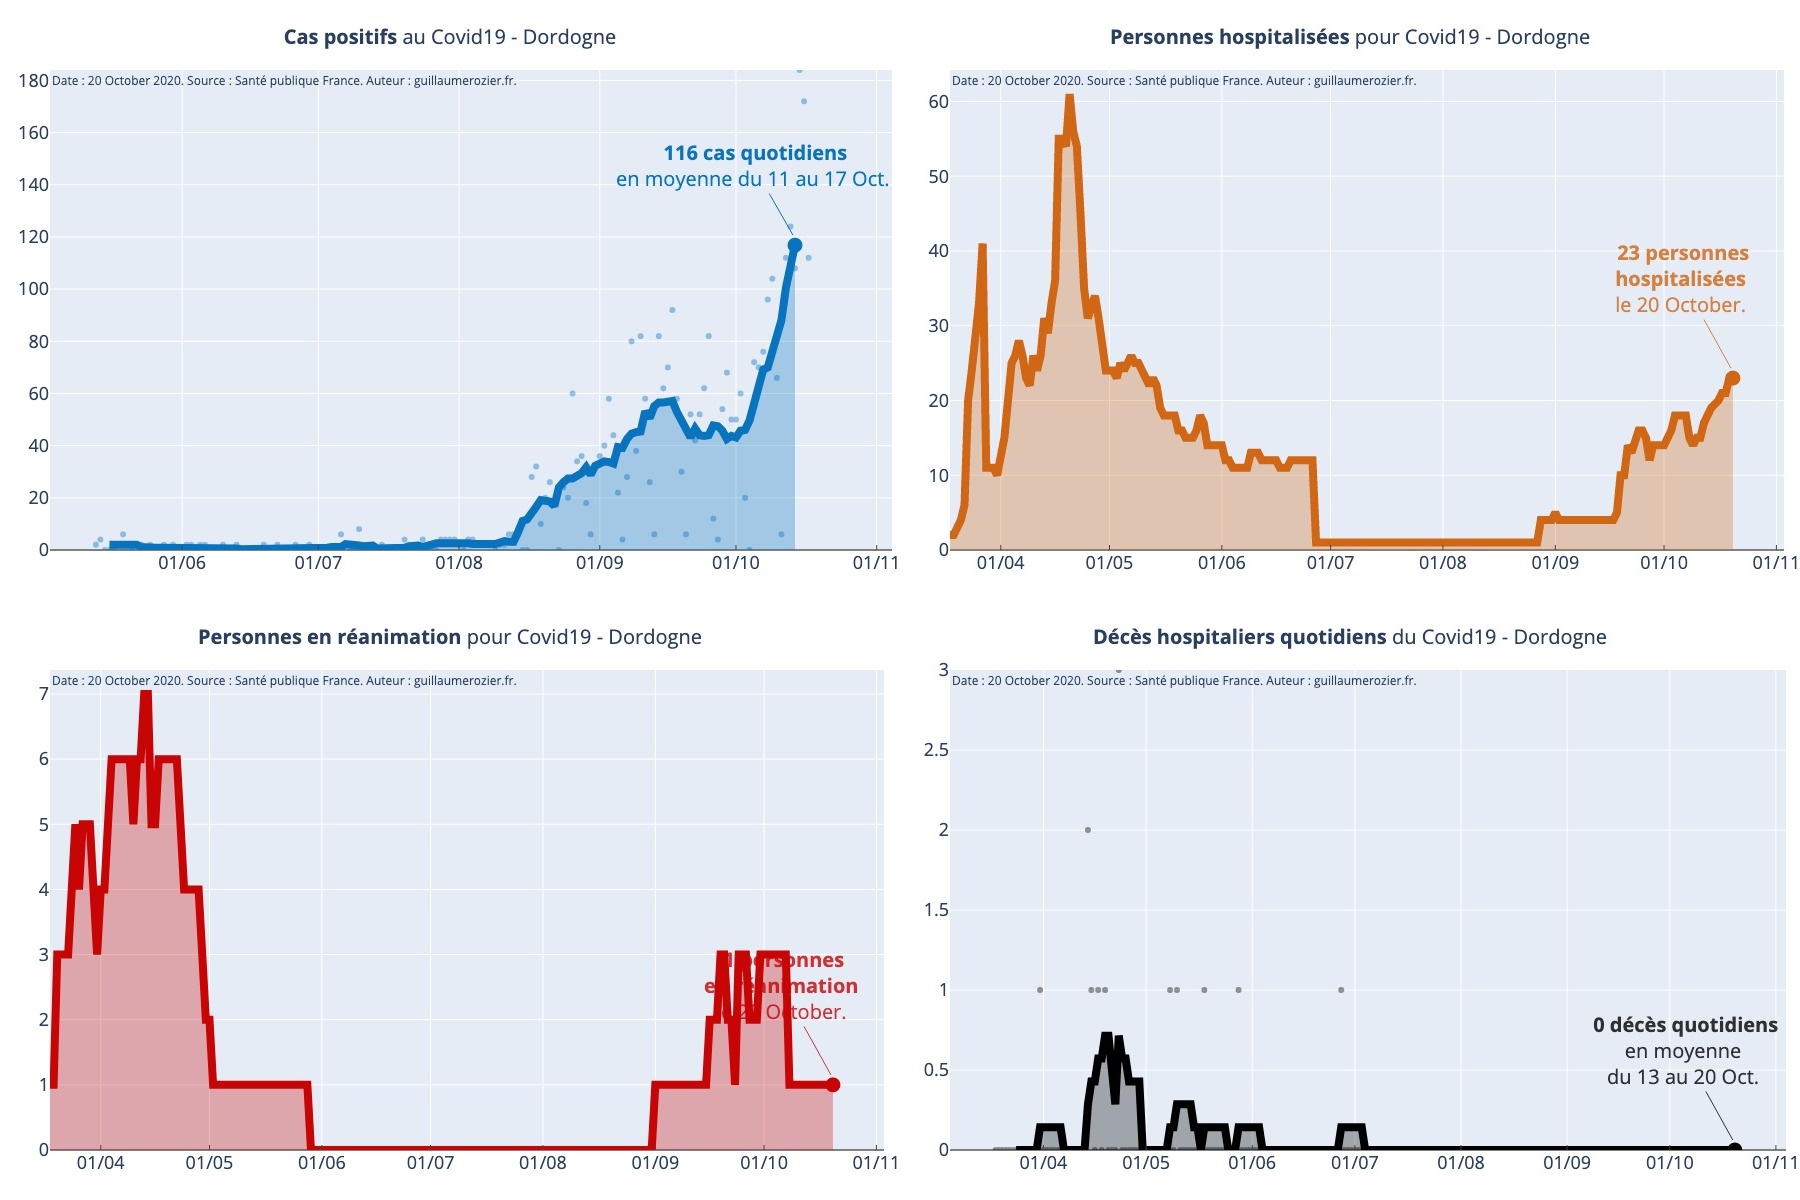 Cas positifs au Covid19 - Dordogne
Date : 20 October 2020. Source : Santé publique France. Auteur : guillaumerozier.fr.
180
160
140
120
100
80
60
40
20
0
116 cas quotidiens
en moyenne du 11 au 17 Oct.
01/06 01/07 01/08 01/09 01/10 01/11
Personnes hospitalisées pour Covid19 - Dordogne
Date : 20 October 2020. Source : Santé publique France. Auteur : guillaumerozier.fr.
60
50
40
30
20
10
0
23 personnes
hospitalisées
le 20 October.
01/04 01/05 01/06 01/07 01/08 01/09 01/10 01/11
Personnes en réanimation pour Covid19 - Dordogne
Date : 20 October 2020. Source : Santé publique France. Auteur : guillaumerozier.fr.
7
6
5
4
3
2
1
0
personnes
réanimation
October.
01/04 01/05 01/06 01/07 01/08 01/09 01/10 01/11
Décès hospitaliers quotidiens du Covid19 - Dordogne
Date : 20 October 2020. Source : Santé publique France. Auteur : guillaumerozier.fr.
3
2.5
2
1.5
1
0.5
0
0 décès quotidiens
en moyenne
du 13 au 20 Oct.
01/04 01/05 01/06 01/07 01/08 01/09 01/10 01/11